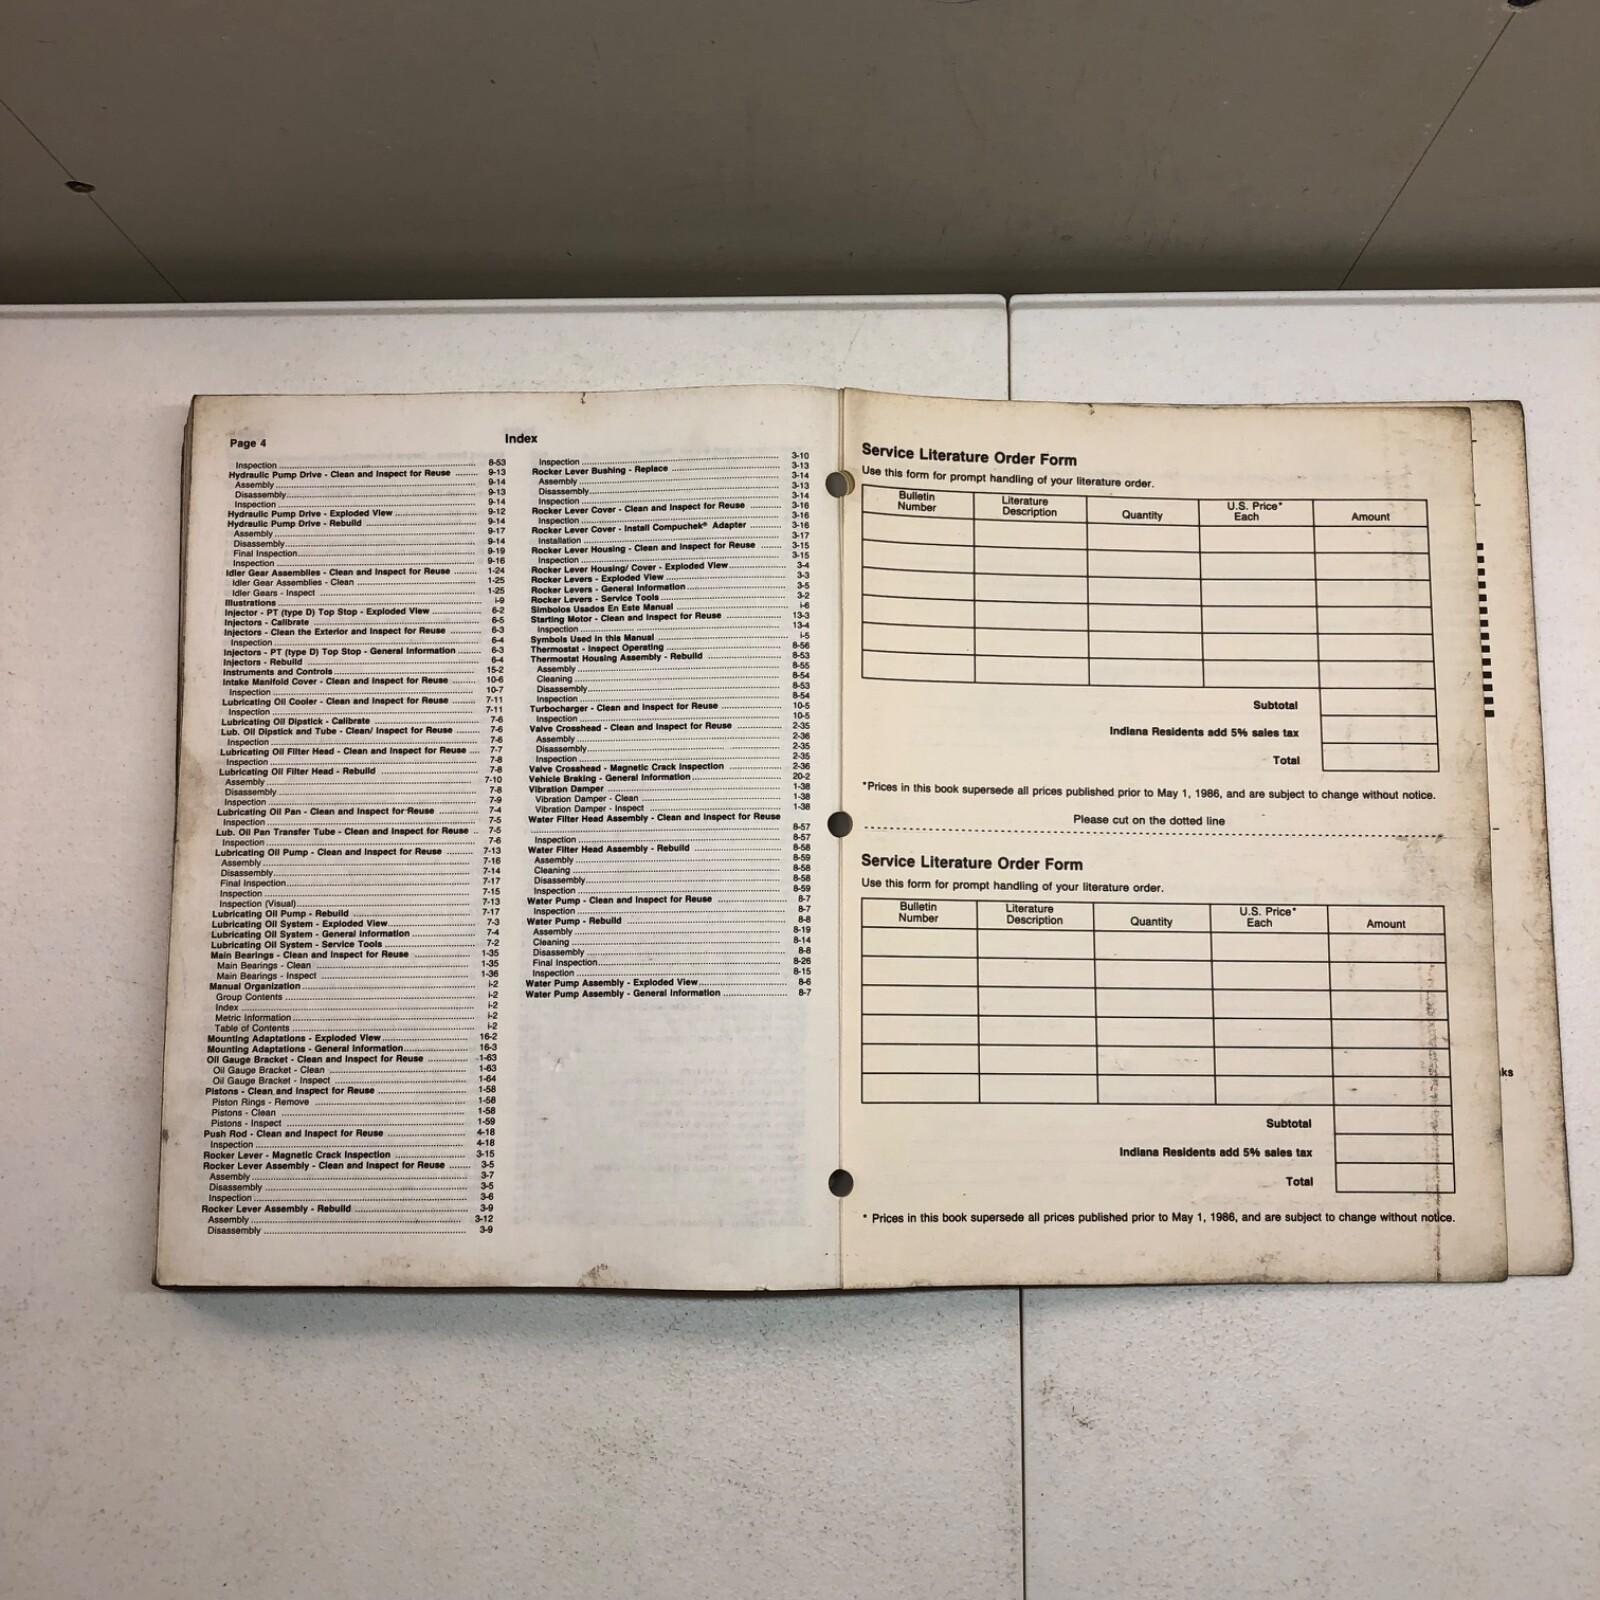 Page 4
Index
Inspection 8-53
Hydraulic Pump Drive - Clean and Inspect for Reuse 9-13
Assembly 9-14
Disassembly 9-13
Inspection 9-14
Hydraulic Pump Drive - Exploded View 9-12
Hydraulic Pump Drive - Rebuild 9-14
Assembly 9-17
Disassembly 9-14
Final Inspection 9-19
Inspection 9-16
Idler Gear Assemblies - Clean and Inspect for Reuse 1-24
Idler Gear Assemblies - Clean 1-25
Idler Gears - Inspect 1-25
Illustrations i-9
Injector - PT (type D) Top Stop - Exploded View 6-2
Injectors - Calibrate 6-5
Injectors - Clean the Exterior and Inspect for Reuse 6-3
Inspection 6-4
Injectors - PT (type D) Top Stop - General Information 6-3
Injectors - Rebuild 6-4
Instruments and Controls 15-2
Intake Manifold Cover - Clean and Inspect for Reuse 10-6
Inspection 10-7
Lubricating Oil Cooler - Clean and Inspect for Reuse 7-11
Inspection 7-11
Lubricating Oil Dipstick - Calibrate 7-6
Lub. Oil Dipstick and Tube - Clean/ Inspect for Reuse 7-6
Inspection 7-6
Lubricating Oil Filter Head - Clean and Inspect for Reuse 7-7
Inspection 7-8
Lubricating Oil Filter Head - Rebuild 7-8
Assembly 7-10
Disassembly 7-8
Inspection 7-9
Lubricating Oil Pan - Clean and Inspect for Reuse 7-4
Inspection 7-5
Lub. Oil Pan Transfer Tube - Clean and Inspect for Reuse 7-5
Inspection 7-6
Lubricating Oil Pump - Clean and Inspect for Reuse 7-13
Assembly 7-16
Disassembly 7-14
Final Inspection 7-17
Inspection 7-15
Inspection (Visual) 7-13
Lubricating Oil Pump - Rebuild 7-17
Lubricating Oil System - Exploded View 7-3
Lubricating Oil System - General Information 7-4
Lubricating Oil System - Service Tools 7-2
Main Bearings - Clean and Inspect for Reuse 1-35
Main Bearings - Clean 1-35
Main Bearings - Inspect 1-36
Manual Organization i-2
Group Contents i-2
Index i-2
Metric Information i-2
Table of Contents i-2
Mounting Adaptations - Exploded View 16-2
Mounting Adaptations - General Information 16-3
Oil Gauge Bracket - Clean and Inspect for Reuse 1-63
Oil Gauge Bracket - Clean 1-63
Oil Gauge Bracket - Inspect 1-64
Pistons - Clean and Inspect for Reuse 1-58
Piston Rings - Remove 1-58
Pistons - Clean 1-58
Pistons - Inspect 1-59
Push Rod - Clean and Inspect for Reuse 4-18
Inspection 4-18
Rocker Lever - Magnetic Crack Inspection 3-15
Rocker Lever Assembly - Clean and Inspect for Reuse 3-5
Assembly 3-7
Disassembly 3-5
Inspection 3-6
Rocker Lever Assembly - Rebuild 3-9
Assembly 3-12
Disassembly 3-9
Inspection 3-10
Rocker Lever Bushing - Replace 3-13
Assembly 3-14
Disassembly 3-13
Inspection 3-14
Rocker Lever Cover - Clean and Inspect for Reuse 3-16
Inspection 3-16
Rocker Lever Cover - Install Compuchek® Adapter 3-16
Installation 3-17
Rocker Lever Housing - Clean and Inspect for Reuse 3-15
Inspection 3-15
Rocker Lever Housing/ Cover - Exploded View 3-4
Rocker Levers - Exploded View 3-3
Rocker Levers - General Information 3-5
Rocker Levers - Service Tools 3-2
Simbolos Usados En Este Manual i-6
Starting Motor - Clean and Inspect for Reuse 13-3
Inspection 13-4
Symbols Used in this Manual i-5
Thermostat - Inspect Operating 8-56
Thermostat Housing Assembly - Rebuild 8-53
Assembly 8-55
Cleaning 8-54
Disassembly 8-53
Inspection 8-54
Turbocharger - Clean and Inspect for Reuse 10-5
Inspection 10-5
Valve Crosshead - Clean and Inspect for Reuse 2-35
Assembly 2-36
Disassembly 2-35
Inspection 2-35
Valve Crosshead - Magnetic Crack Inspection 2-36
Vehicle Braking - General Information 20-2
Vibration Damper 1-38
Vibration Damper - Clean 1-38
Vibration Damper - Inspect 1-38
Water Filter Head Assembly - Clean and Inspect for Reuse
8-57
Inspection 8-57
Water Filter Head Assembly - Rebuild 8-58
Assembly 8-59
Cleaning 8-58
Disassembly 8-58
Inspection 8-59
Water Pump - Clean and Inspect for Reuse 8-7
Inspection 8-7
Water Pump - Rebuild 8-8
Assembly 8-19
Cleaning 8-14
Disassembly 8-8
Final Inspection 8-26
Inspection 8-15
Water Pump Assembly - Exploded View 8-6
Water Pump Assembly - General Information 8-7
Service Literature Order Form
Use this form for prompt handling of your literature order.
Bulletin Number Literature Description Quantity U.S. Price* Each Amount
Subtotal
Indiana Residents add 5% sales tax
Total
*Prices in this book supersede all prices published prior to May 1, 1986, and are subject to change without notice.
Please cut on the dotted line
Service Literature Order Form
Use this form for prompt handling of your literature order.
Bulletin Number Literature Description Quantity U.S. Price* Each Amount
Subtotal
Indiana Residents add 5% sales tax
Total
* Prices in this book supersede all prices published prior to May 1, 1986, and are subject to change without notice.